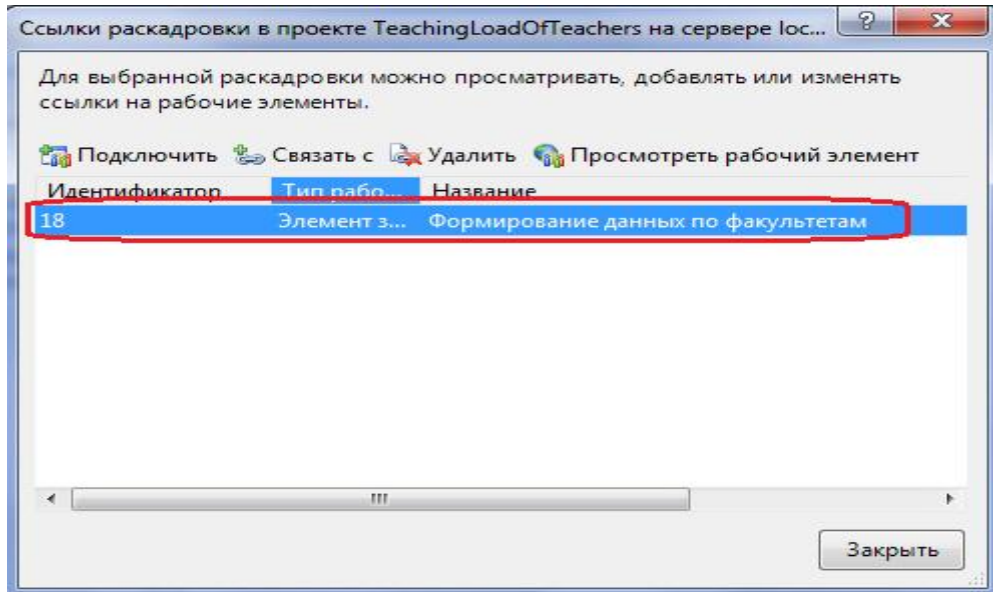 Ссылки раскадровки в проекте TeachingLoadOfTeachers на сервере loc...
Для выбранной раскадровки можно просматривать, добавлять или изменять
ссылки на рабочие элементы.
Подключить Связать с Удалить Просмотреть рабочий элемент
Идентификатор Тип рабо... Название
18 Элемент з... Формирование данных по факультетам
Закрыть